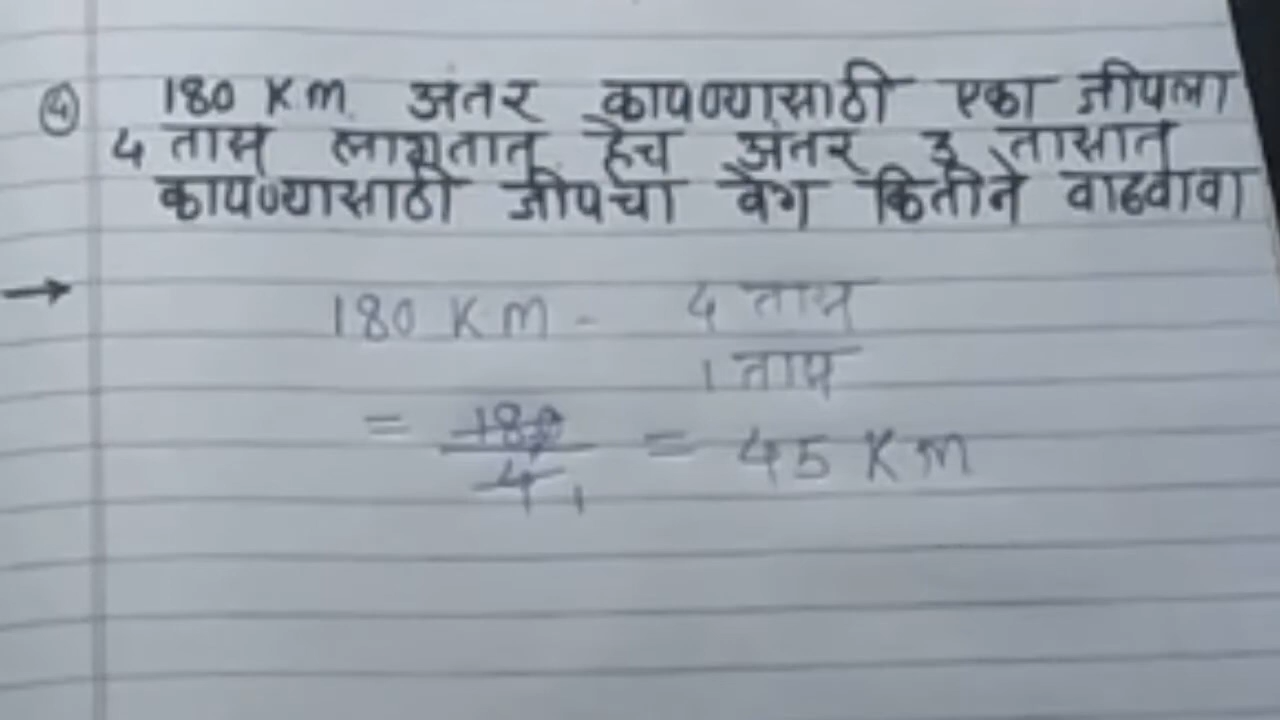 ④ 180 K.m. अंतर कापण्यासाठी एका जीपला
4 तास लागतात. हेच अंतर 3 तासात
कापण्यासाठी जीपचा वेग कितीने वाढवावा
→ 180 KM - 4 तास
1 तास
= 180/4 1 = 45 KM